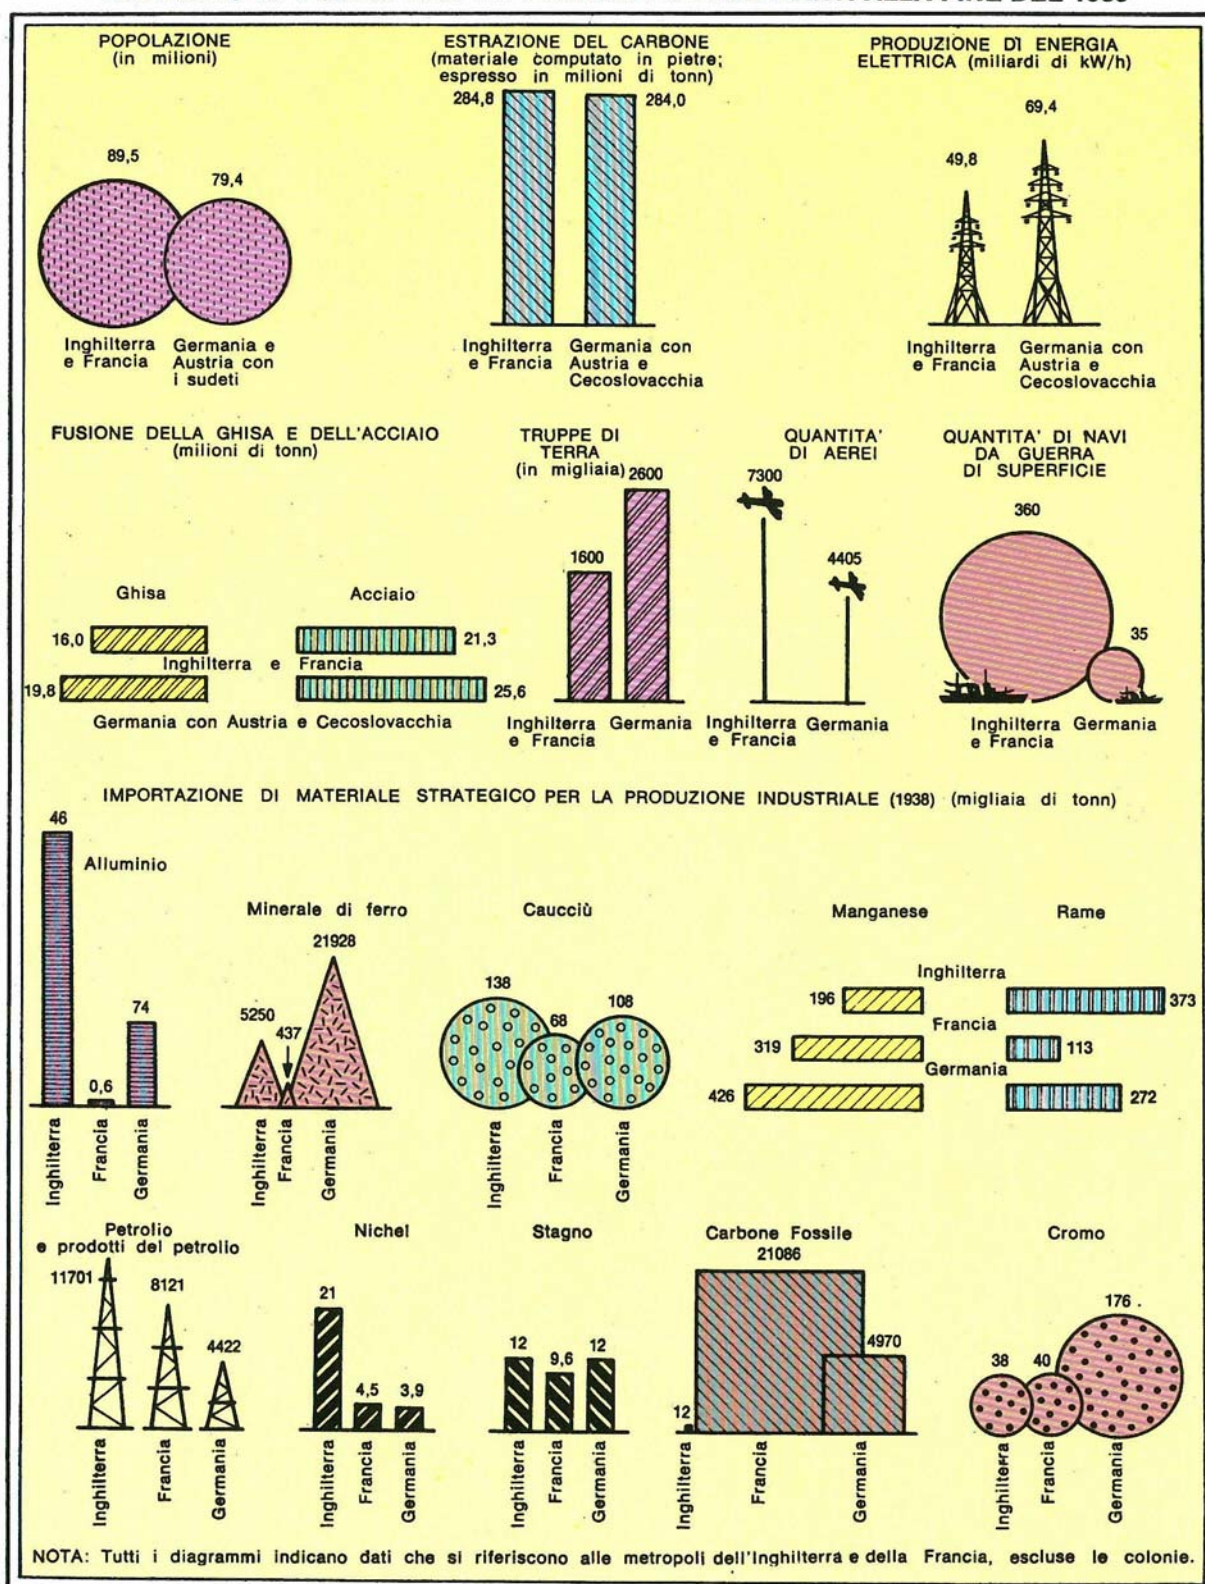 POPOLAZIONE
(in milioni)
89,5
79,4
Inghilterra
e Francia
Germania e
Austria con
i sudeti
ESTRAZIONE DEL CARBONE
(materiale computato in pietre;
espresso in milioni di tonn)
284,8
284,0
Inghilterra
e Francia
Germania con
Austria e
Cecoslovacchia
PRODUZIONE DI ENERGIA
ELETTRICA (miliardi di kW/h)
69,4
49,8
Inghilterra
e Francia
Germania con
Austria e
Cecoslovacchia
FUSIONE DELLA GHISA E DELL'ACCIAIO
(milioni di tonn)
Ghisa
Acciaio
16,0
21,3
Inghilterra e Francia
19,8
25,6
Germania con Austria e Cecoslovacchia
TRUPPE DI
TERRA
(in migliaia)
2600
1600
Inghilterra
e Francia
Germania
QUANTITA'
DI AEREI
7300
4405
Inghilterra
e Francia
Germania
QUANTITA' DI NAVI
DA GUERRA
DI SUPERFICIE
360
35
Inghilterra
e Francia
Germania
IMPORTAZIONE DI MATERIALE STRATEGICO PER LA PRODUZIONE INDUSTRIALE (1938) (migliaia di tonn)
Alluminio
46
0,6
74
Inghilterra
Francia
Germania
Minerale di ferro
5250
437
21928
Inghilterra
Francia
Germania
Caucciù
138
68
108
Inghilterra
Francia
Germania
Manganese
Rame
Inghilterra
196
373
Francia
319
113
Germania
426
272
Petrolio
e prodotti del petrolio
11701
8121
4422
Inghilterra
Francia
Germania
Nichel
21
4,5
3,9
Inghilterra
Francia
Germania
Stagno
12
9,6
12
Inghilterra
Francia
Germania
Carbone Fossile
21086
4970
12
Inghilterra
Francia
Germania
Cromo
38
40
176
Inghilterra
Francia
Germania
NOTA: Tutti i diagrammi indicano dati che si riferiscono alle metropoli dell'Inghilterra e della Francia, escluse le colonie.